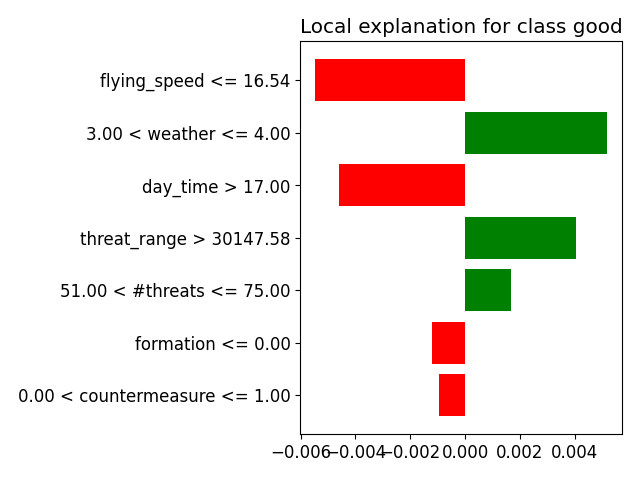 Local explanation for class good
flying_speed <= 16.54
3.00 < weather <= 4.00
day_time > 17.00
threat_range > 30147.58
51.00 < #threats <= 75.00
formation <= 0.00
0.00 < countermeasure <= 1.00
−0.006 −0.004 −0.002 0.000 0.002 0.004